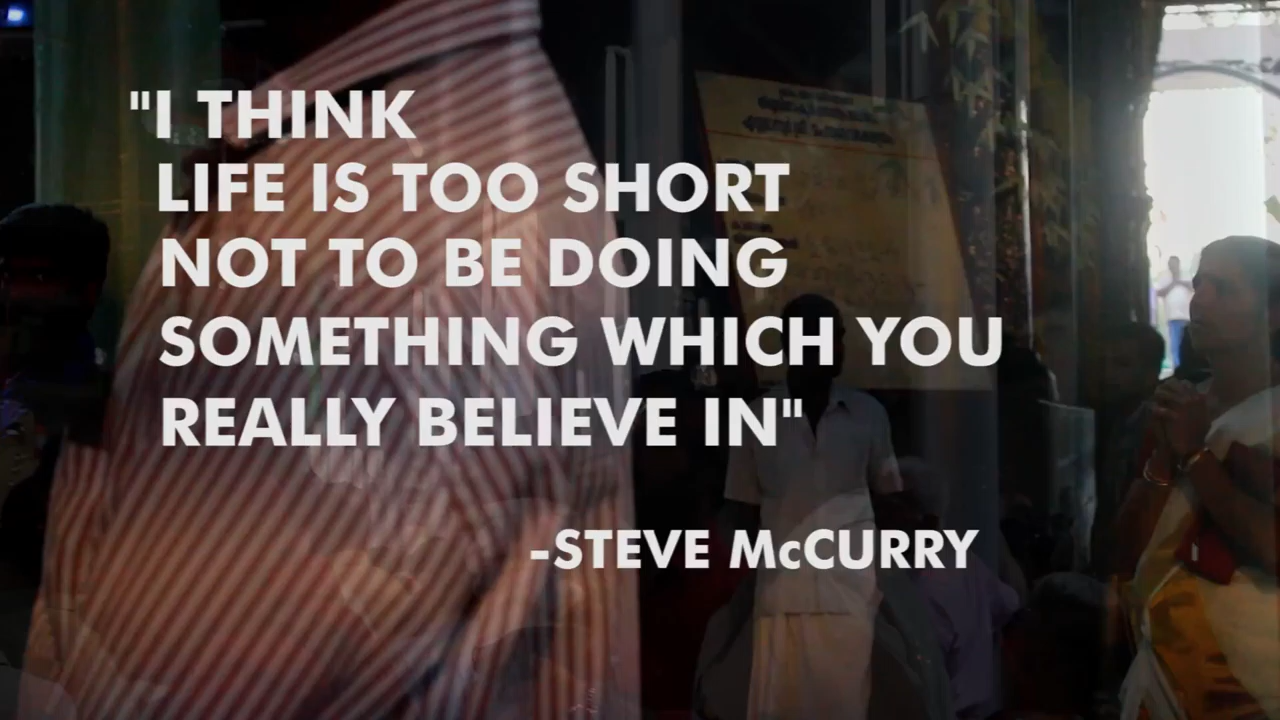 "I THINK
LIFE IS TOO SHORT
NOT TO BE DOING
SOMETHING WHICH YOU
REALLY BELIEVE IN"
-STEVE McCURRY